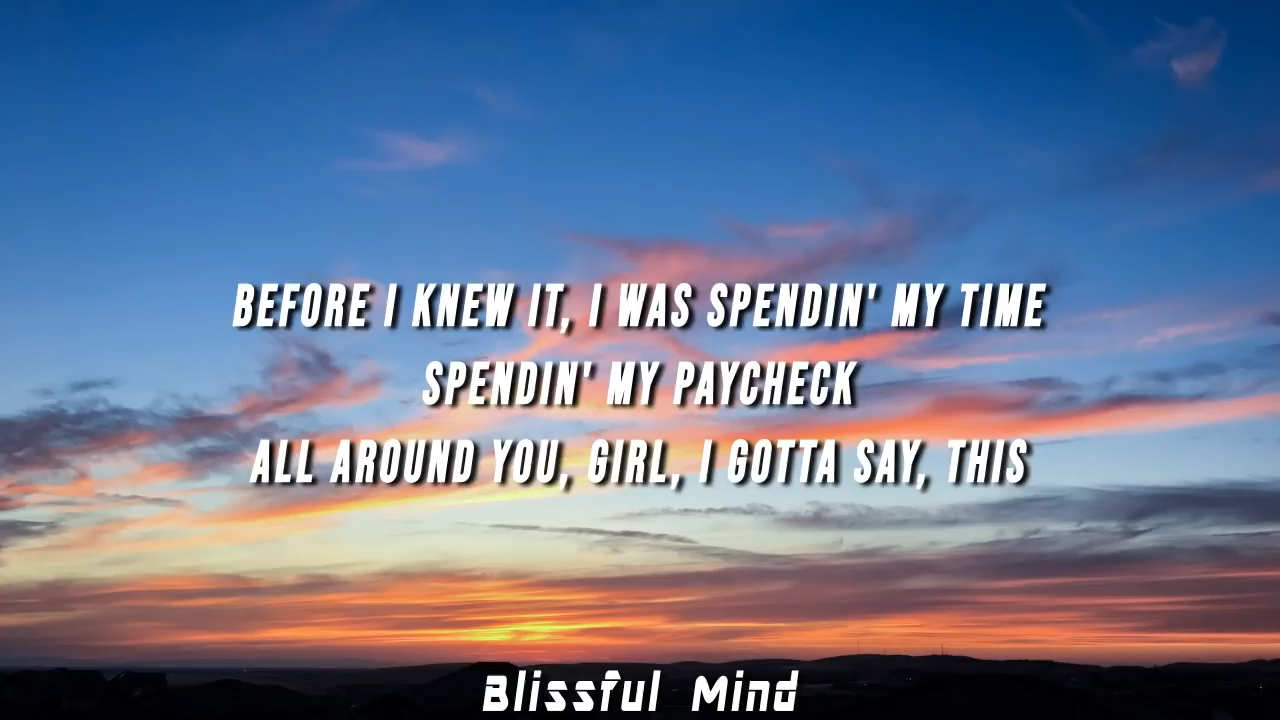 BEFORE I KNEW IT, I WAS SPENDIN' MY TIME
SPENDIN' MY PAYCHECK
ALL AROUND YOU, GIRL, I GOTTA SAY, THIS
Blissful Mind